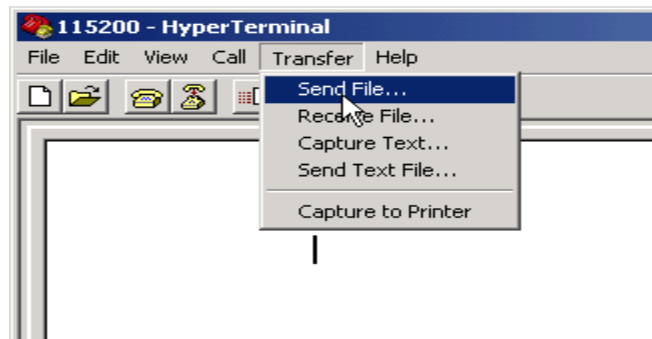 115200 - HyperTerminal
File Edit View Call Transfer Help
Send File...
Receive File...
Capture Text...
Send Text File...
Capture to Printer